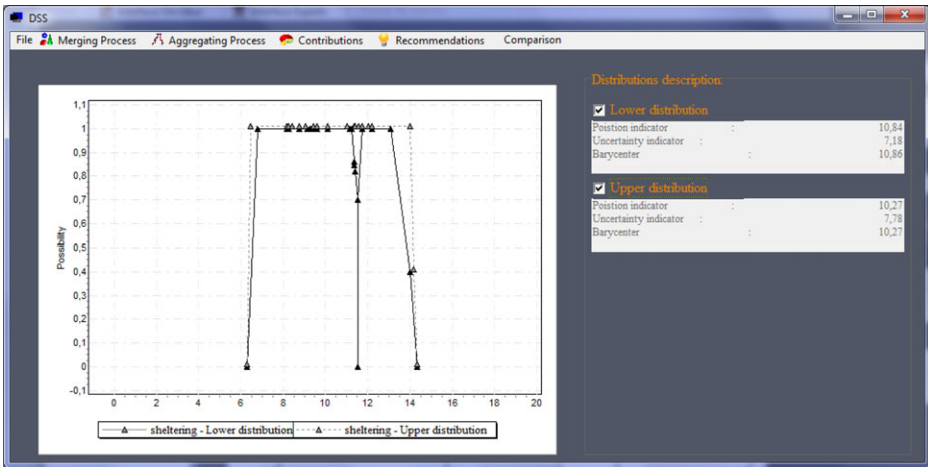 DSS
File Merging Process Aggregating Process Contributions Recommendations Comparison
Distributions description:
Lower distribution
Poistion indicator : 10,84
Uncertainty indicator : 7,18
Barycenter : 10,86
Upper distribution
Poistion indicator : 10,27
Uncertainty indicator : 7,78
Barycenter : 10,27
1,1
1
0,9
0,8
0,7
0,6
0,5
0,4
0,3
0,2
0,1
0
-0,1
Possibility
0 2 4 6 8 10 12 14 16 18 20
sheltering - Lower distribution sheltering - Upper distribution